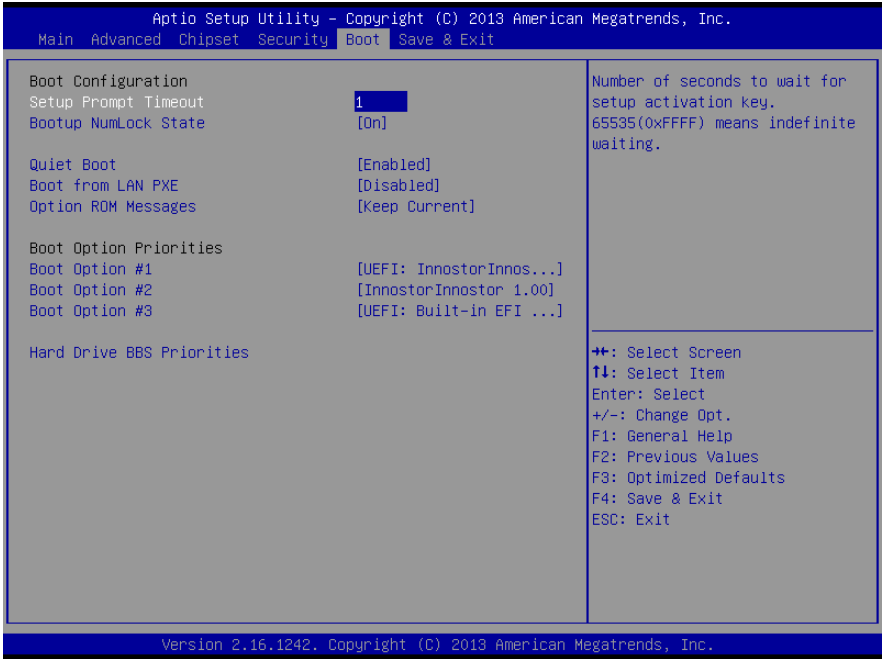 Aptio Setup Utility – Copyright (C) 2013 American Megatrends, Inc.
Main Advanced Chipset Security Boot Save & Exit
Boot Configuration
Setup Prompt Timeout 1
Bootup NumLock State [On]
Quiet Boot [Enabled]
Boot from LAN PXE [Disabled]
Option ROM Messages [Keep Current]
Boot Option Priorities
Boot Option #1 [UEFI: InnostorInnos...]
Boot Option #2 [InnostorInnostor 1.00]
Boot Option #3 [UEFI: Built-in EFI ...]
Hard Drive BBS Priorities
Number of seconds to wait for
setup activation key.
65535(0xFFFF) means indefinite
waiting.
→←: Select Screen
↑↓: Select Item
Enter: Select
+/-: Change Opt.
F1: General Help
F2: Previous Values
F3: Optimized Defaults
F4: Save & Exit
ESC: Exit
Version 2.16.1242. Copyright (C) 2013 American Megatrends, Inc.